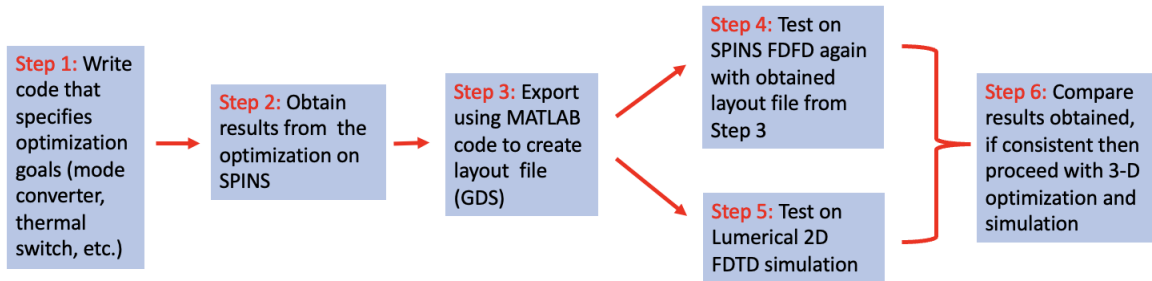 Step 1: Write
code that
specifies
optimization
goals (mode
converter,
thermal
switch, etc.)
Step 2: Obtain
results from the
optimization on
SPINS
Step 3: Export
using MATLAB
code to create
layout file
(GDS)
Step 4: Test on
SPINS FDFD again
with obtained
layout file from
Step 3
Step 5: Test on
Lumerical 2D
FDTD simulation
Step 6: Compare
results obtained,
if consistent then
proceed with 3-D
optimization and
simulation